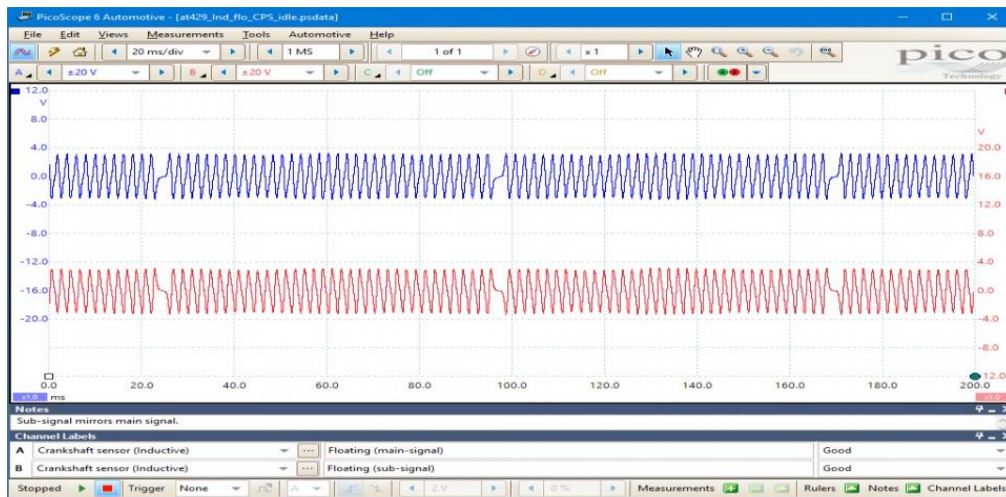 PicoScope 6 Automotive - [at429_Ind_flo_CPS_idle.psdata]
File Edit Views Measurements Tools Automotive Help
20 ms/div 1 MS 1 of 1 x 1
pico
Technology
A ±20 V B ±20 V C Off D Off
12.0
V
8.0
4.0
0.0
-4.0
-8.0
-12.0
-16.0
-20.0
V
20.0
16.0
12.0
8.0
4.0
0.0
-4.0
-8.0
-12.0
0.0 20.0 40.0 60.0 80.0 100.0 120.0 140.0 160.0 180.0 200.0
x1.0 ms x1.0
Notes
Sub-signal mirrors main signal.
Channel Labels
A Crankshaft sensor (Inductive) ... Floating (main-signal) Good
B Crankshaft sensor (Inductive) ... Floating (sub-signal) Good
Stopped Trigger None A 2 V 0 % Measurements Rulers Notes Channel Labels